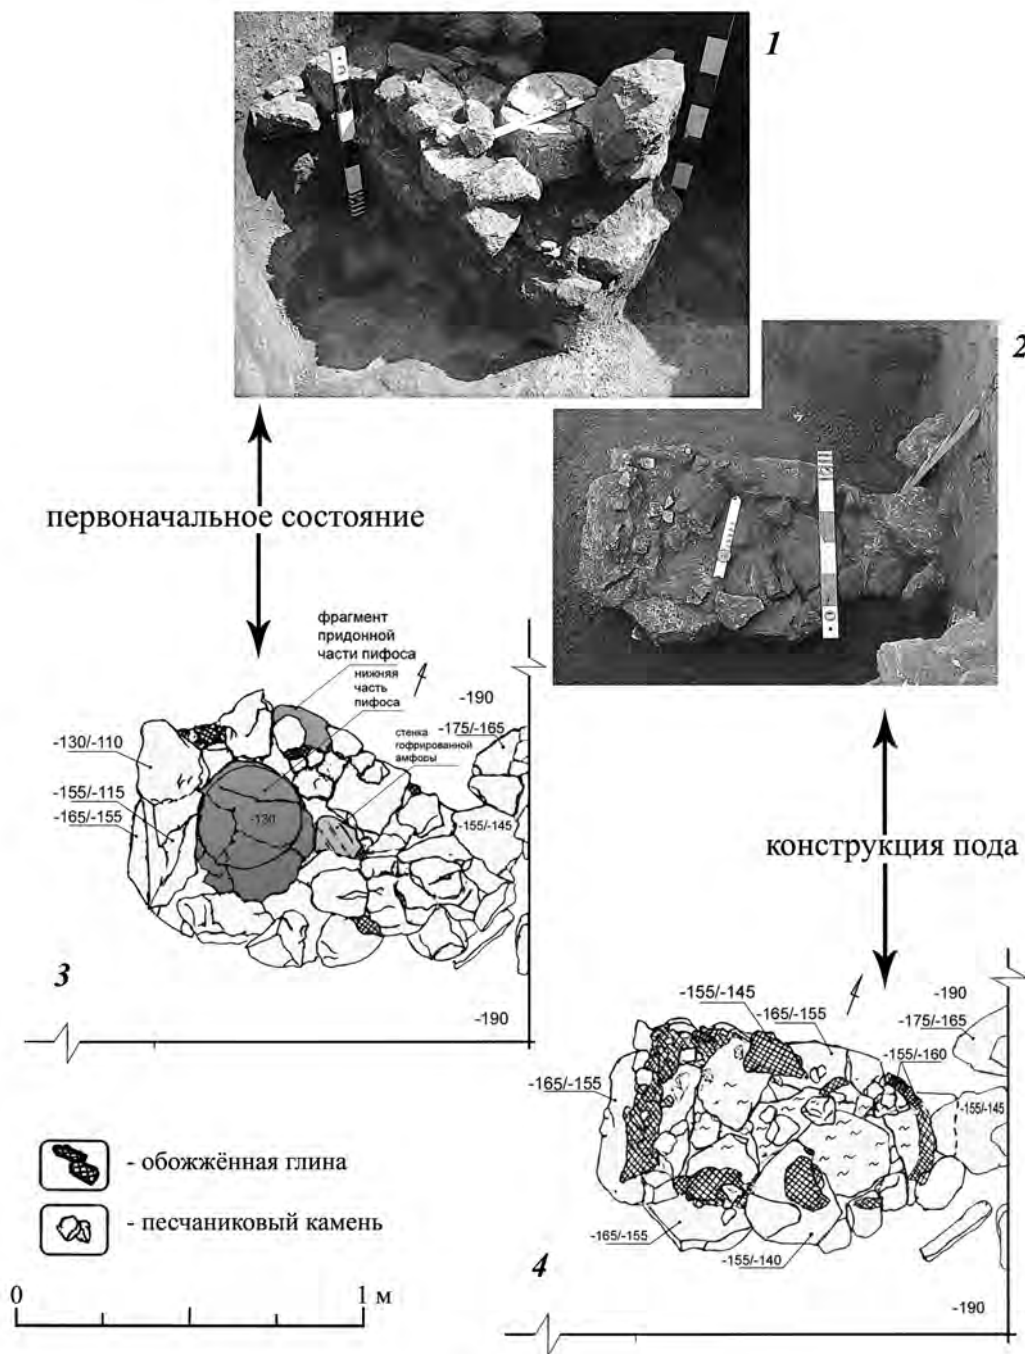 1
2
первоначальное состояние
фрагмент
придонной
части пифоса
нижняя
часть
пифоса
стенка
гофрированной
амфоры
-190
-175/-165
-130/-110
-155/-115
-165/-155
-130
-155/-145
3
-190
конструкция пода
-155/-145
-165/-155
-190
-175/-165
-155/-160
-165/-155
-155/-145
-165/-155
-155/-140
4
-190
- обожжённая глина
- песчаниковый камень
0 1 м